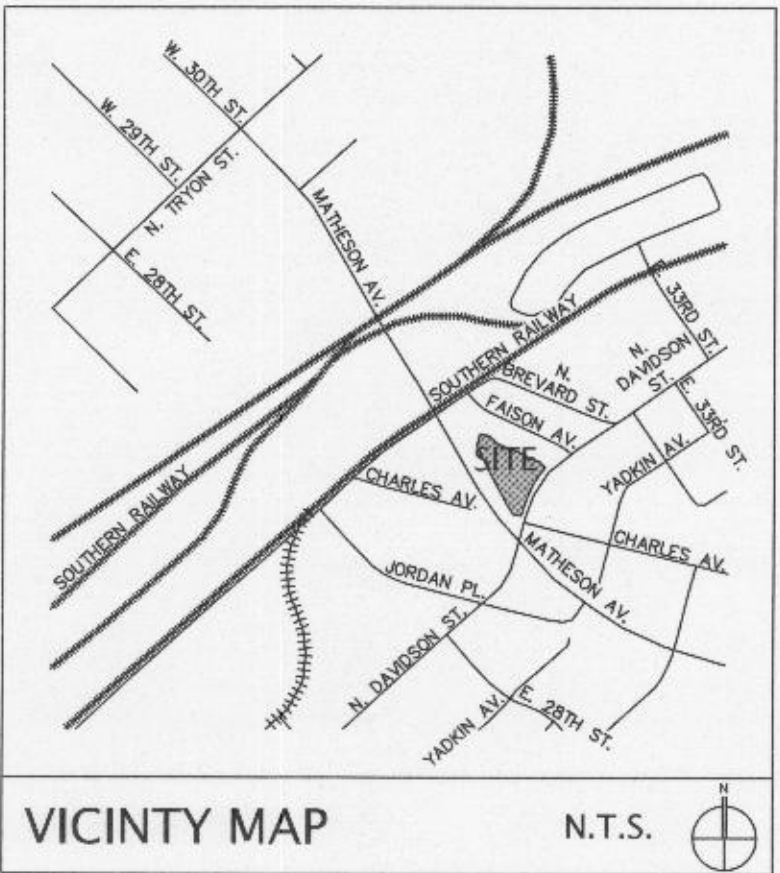 W. 30TH ST.
W. 29TH ST.
N. TRYON ST.
E. 28TH ST.
MATHESON AV.
SOUTHERN RAILWAY
E. 33RD ST.
N.
DAVIDSON
ST.
N.
BREVARD ST.
FAISON AV.
E. 33RD ST.
SITE
YADKIN AV.
CHARLES AV.
SOUTHERN RAILWAY
CHARLES AV.
MATHESON AV.
JORDAN PL.
N. DAVIDSON ST.
E. 28TH ST.
YADKIN AV.
VICINTY MAP
N.T.S.
N